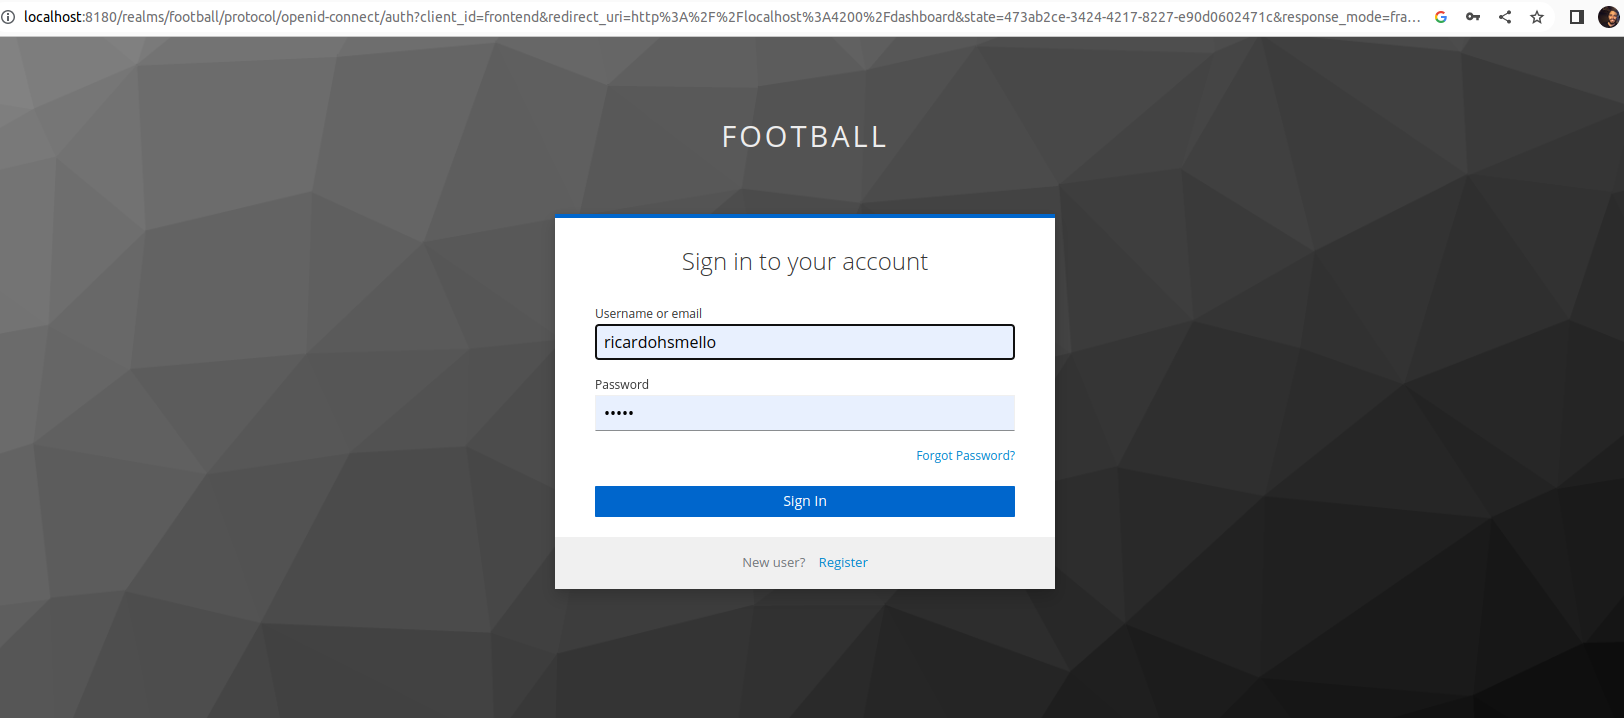 localhost:8180/realms/football/protocol/openid-connect/auth?client_id=frontend&redirect_uri=http%3A%2F%2Flocalhost%3A4200%2Fdashboard&state=473ab2ce-3424-4217-8227-e90d0602471c&response_mode=fra...
FOOTBALL
Sign in to your account
Username or email
ricardohsmello
Password
•••••
Forgot Password?
Sign In
New user? Register